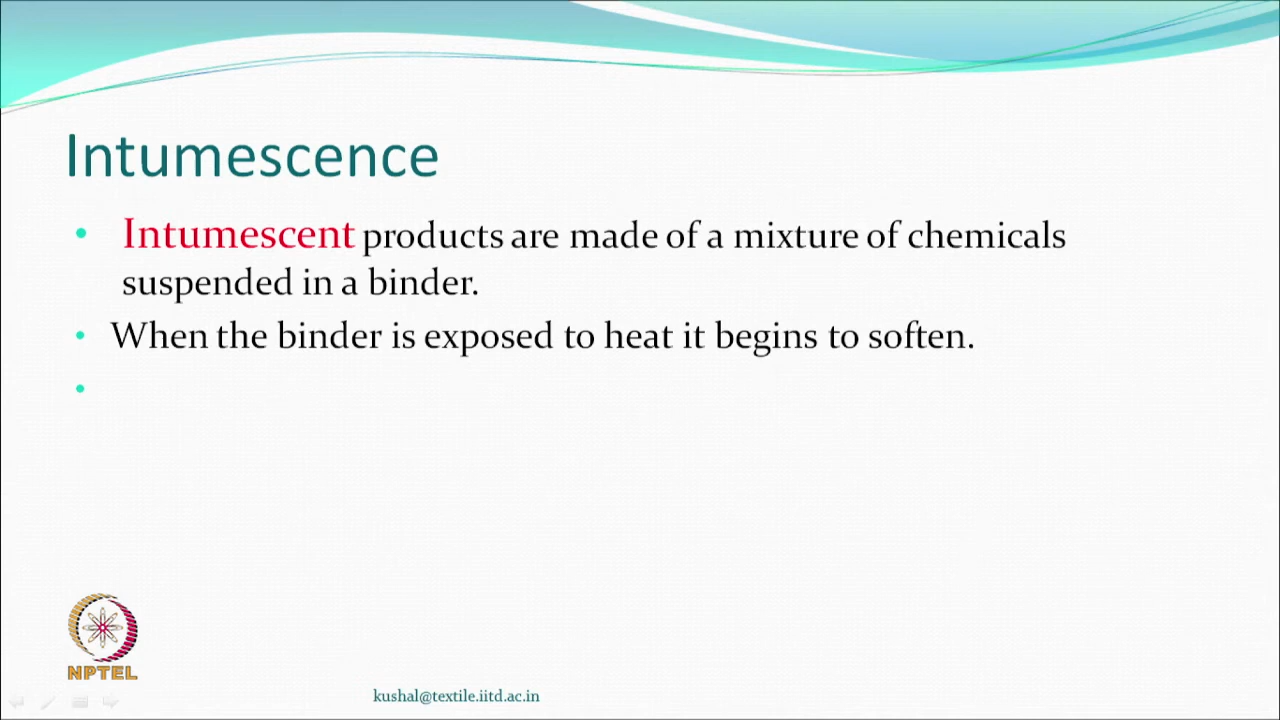 Intumescence
• Intumescent products are made of a mixture of chemicals
suspended in a binder.
• When the binder is exposed to heat it begins to soften.
•
NPTEL
kushal@textile.iitd.ac.in